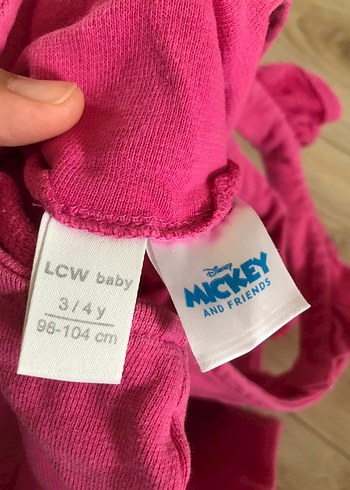 LCW baby
3/4 y
98-104 cm
Disney
MICKEY
AND FRIENDS